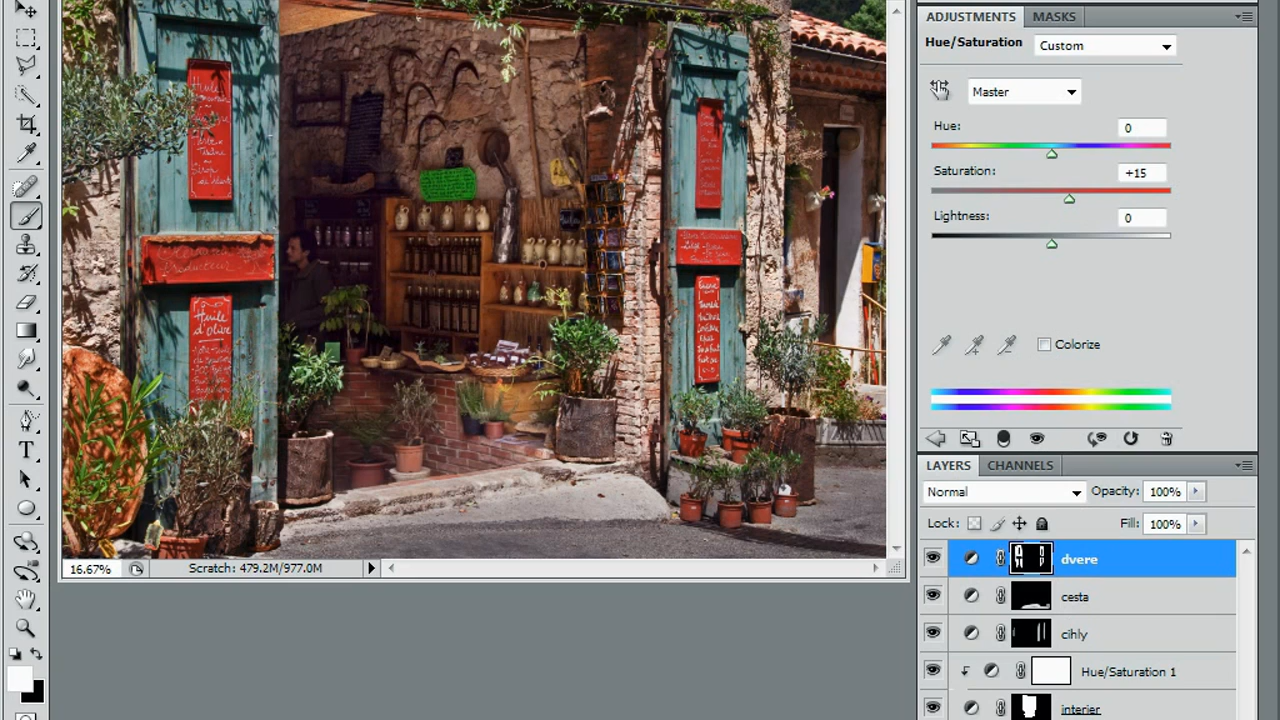 ADJUSTMENTS MASKS
Hue/Saturation Custom
Master
Hue: 0
Saturation: +15
Lightness: 0
Colorize
LAYERS CHANNELS
Normal Opacity: 100%
Lock: Fill: 100%
dvere
cesta
cihly
Hue/Saturation 1
interier
16.67% Scratch: 479.2M/977.0M
T
Huile
d'olive
Producteur